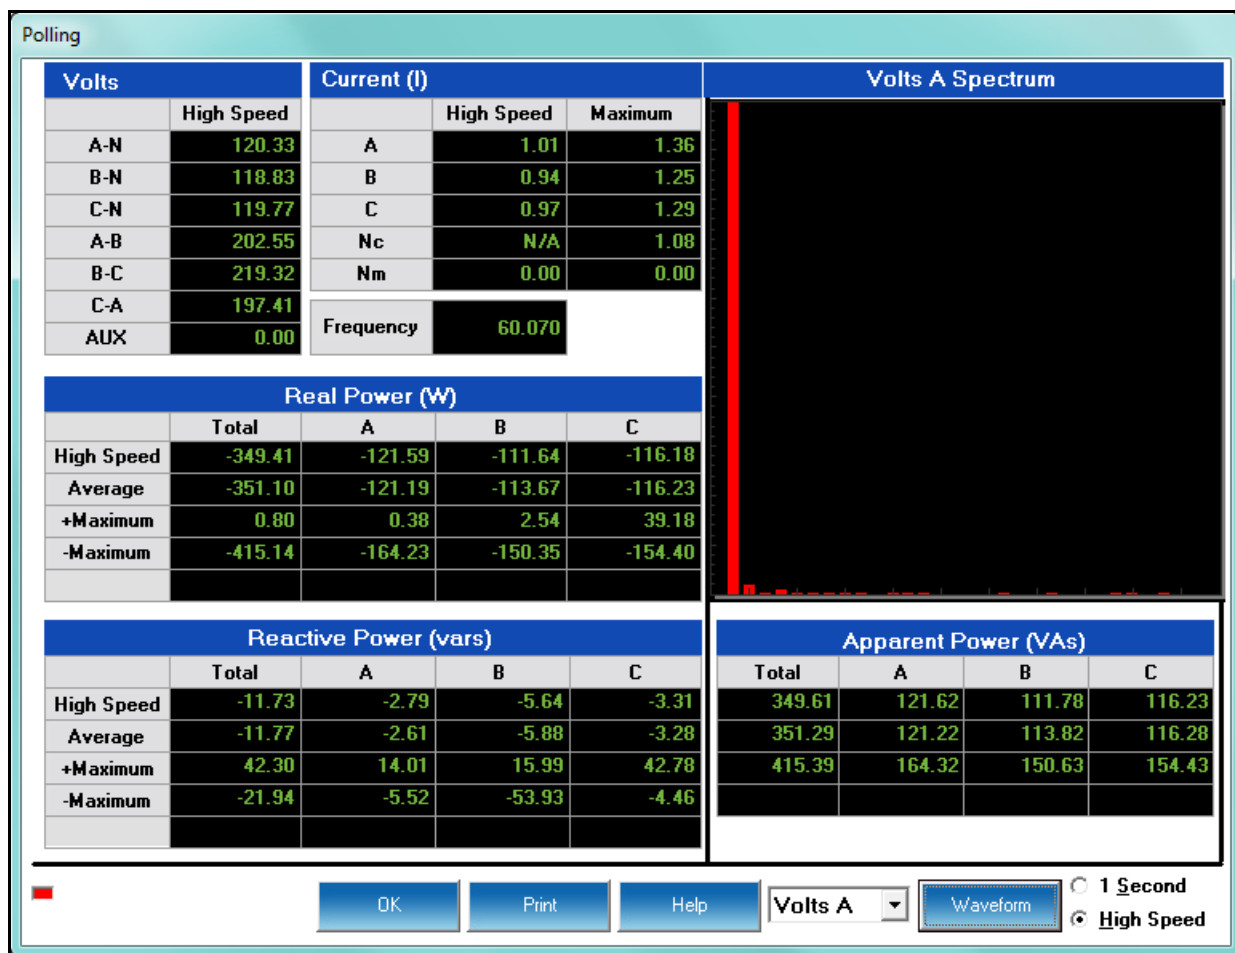 Polling
Volts
High Speed
A-N 120.33
B-N 118.83
C-N 119.77
A-B 202.55
B-C 219.32
C-A 197.41
AUX 0.00
Current (I)
High Speed Maximum
A 1.01 1.36
B 0.94 1.25
C 0.97 1.29
Nc N/A 1.08
Nm 0.00 0.00
Frequency 60.070
Volts A Spectrum
Real Power (W)
Total A B C
High Speed -349.41 -121.59 -111.64 -116.18
Average -351.10 -121.19 -113.67 -116.23
+Maximum 0.80 0.38 2.54 39.18
-Maximum -415.14 -164.23 -150.35 -154.40
Reactive Power (vars)
Total A B C
High Speed -11.73 -2.79 -5.64 -3.31
Average -11.77 -2.61 -5.88 -3.28
+Maximum 42.30 14.01 15.99 42.78
-Maximum -21.94 -5.52 -53.93 -4.46
Apparent Power (VAs)
Total A B C
349.61 121.62 111.78 116.23
351.29 121.22 113.82 116.28
415.39 164.32 150.63 154.43
OK Print Help Volts A Waveform
1 Second
High Speed